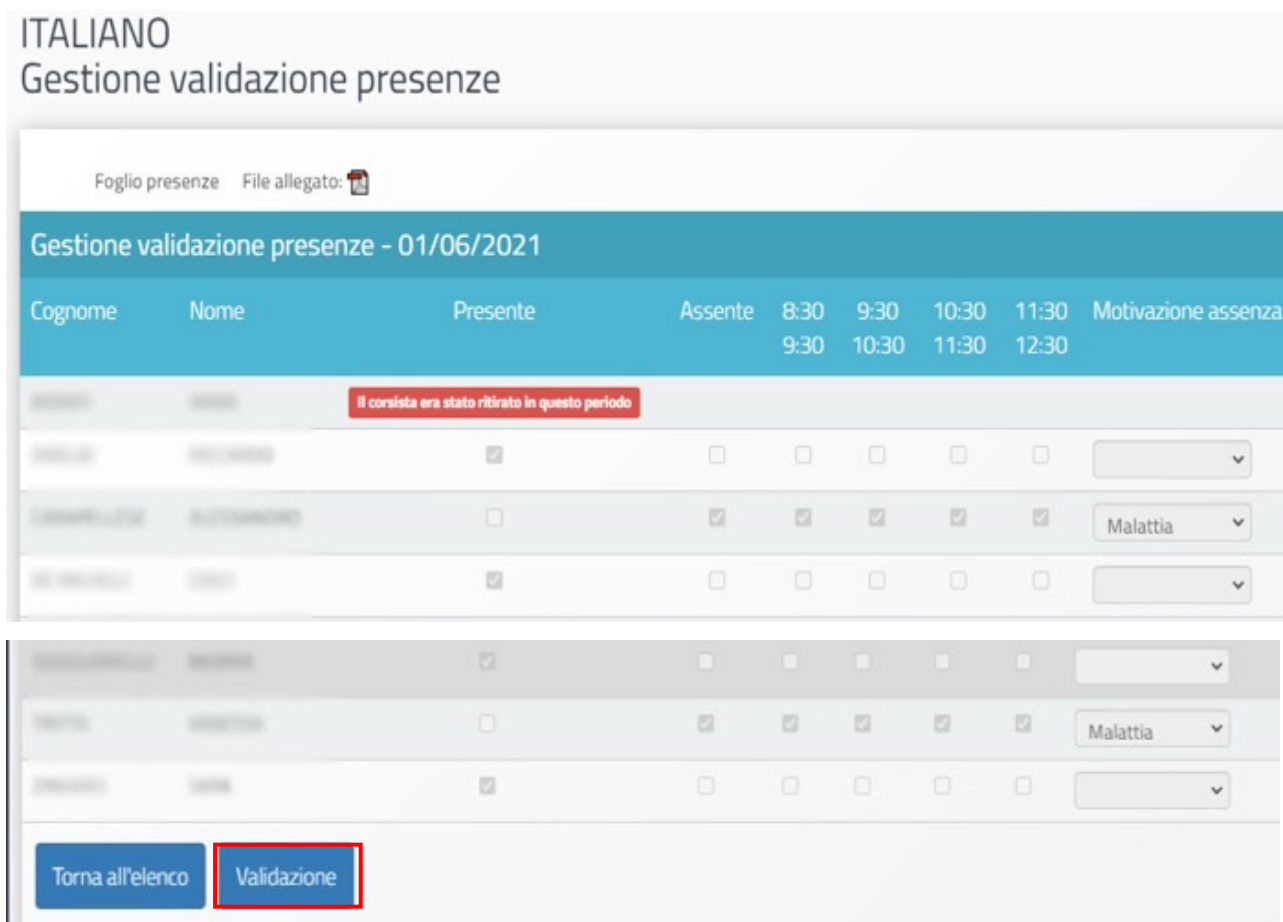 ITALIANO
Gestione validazione presenze
Foglio presenze File allegato:
Gestione validazione presenze - 01/06/2021
Cognome Nome Presente Assente 8:30 9:30 10:30 11:30 Motivazione assenza
9:30 10:30 11:30 12:30
Il corsista era stato ritirato in questo periodo
Malattia
Malattia
Torna all'elenco Validazione